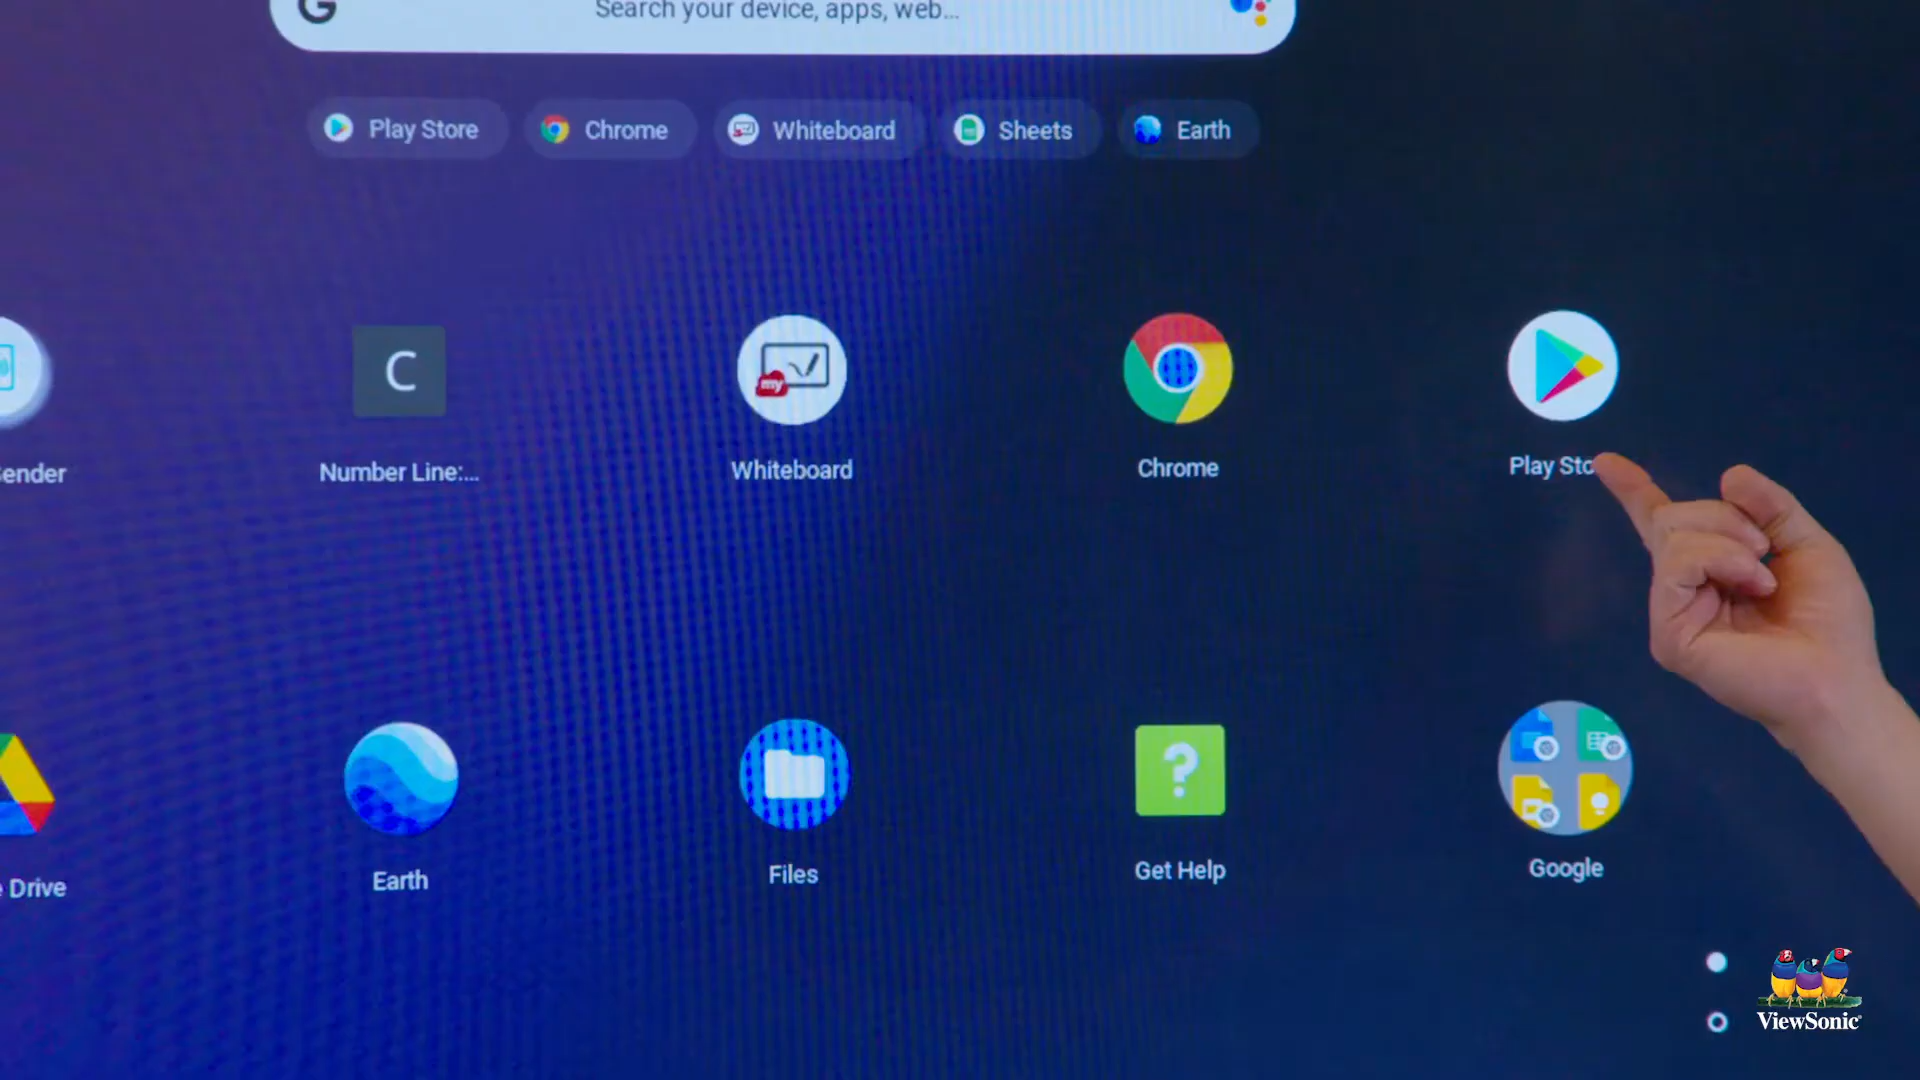 Search your device, apps, web...
Play Store
Chrome
Whiteboard
Sheets
Earth
C
my
ender
Number Line:...
Whiteboard
Chrome
Play Sto
Drive
Earth
Files
Get Help
Google
ViewSonic